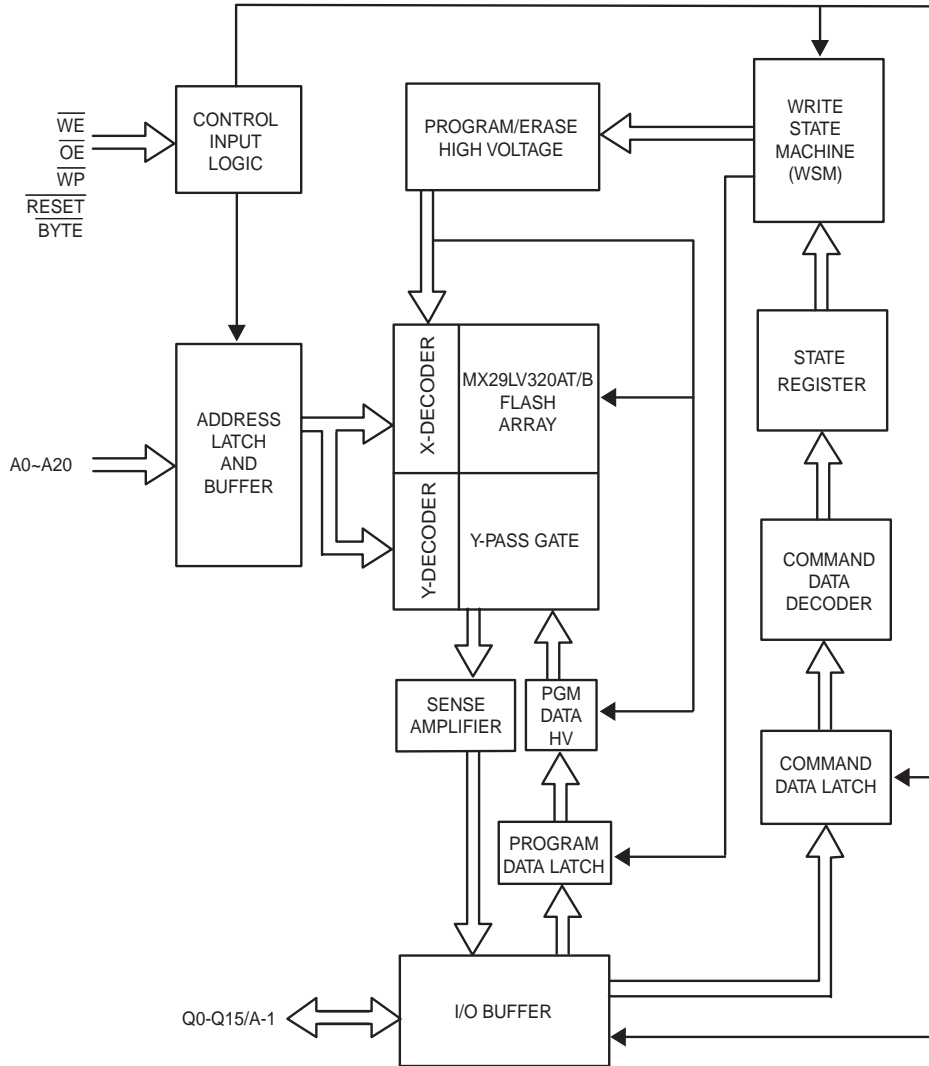 WE
OE
WP
RESET
BYTE
CONTROL
INPUT
LOGIC
PROGRAM/ERASE
HIGH VOLTAGE
WRITE
STATE
MACHINE
(WSM)
A0~A20
ADDRESS
LATCH
AND
BUFFER
X-DECODER
MX29LV320AT/B
FLASH
ARRAY
Y-DECODER
Y-PASS GATE
STATE
REGISTER
COMMAND
DATA
DECODER
SENSE
AMPLIFIER
PGM
DATA
HV
COMMAND
DATA LATCH
PROGRAM
DATA LATCH
Q0-Q15/A-1
I/O BUFFER